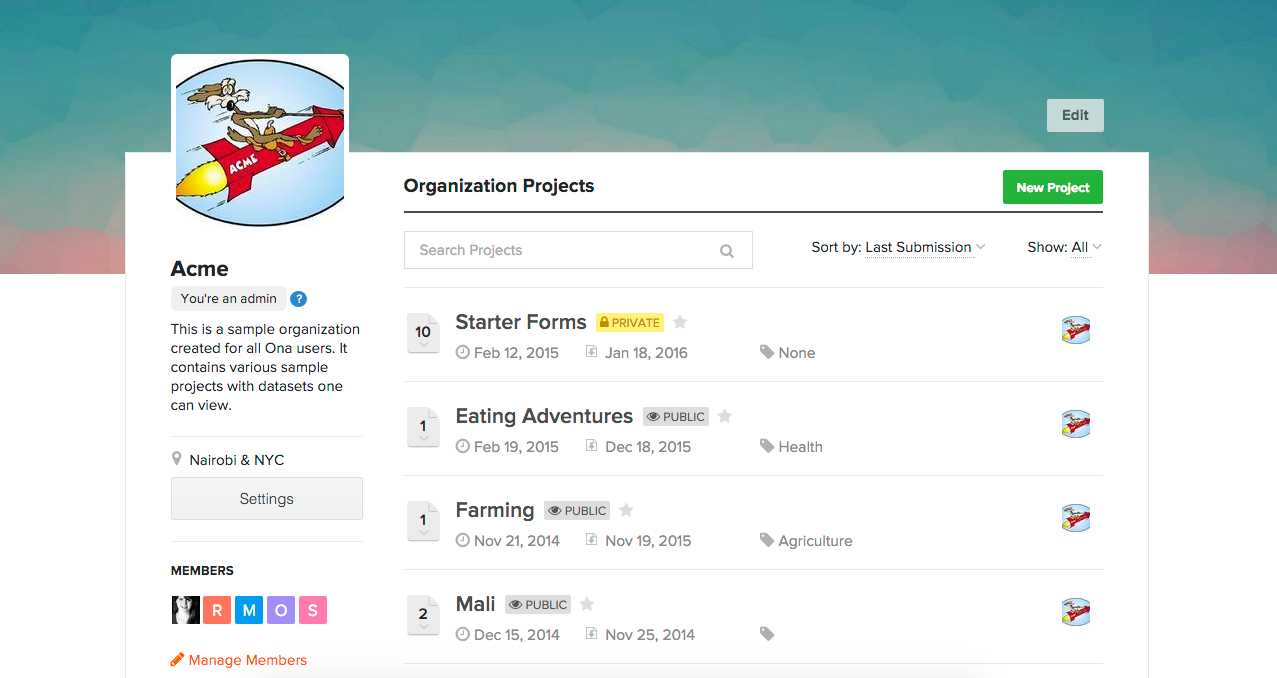 ACME
Edit
Organization Projects
New Project
Search Projects
Sort by: Last Submission
Show: All
Acme
You're an admin ?
This is a sample organization
created for all Ona users. It
contains various sample
projects with datasets one
can view.
Nairobi & NYC
Settings
MEMBERS
R M O S
Manage Members
10
Starter Forms PRIVATE
Feb 12, 2015 Jan 18, 2016 None
1
Eating Adventures PUBLIC
Feb 19, 2015 Dec 18, 2015 Health
1
Farming PUBLIC
Nov 21, 2014 Nov 19, 2015 Agriculture
2
Mali PUBLIC
Dec 15, 2014 Nov 25, 2014